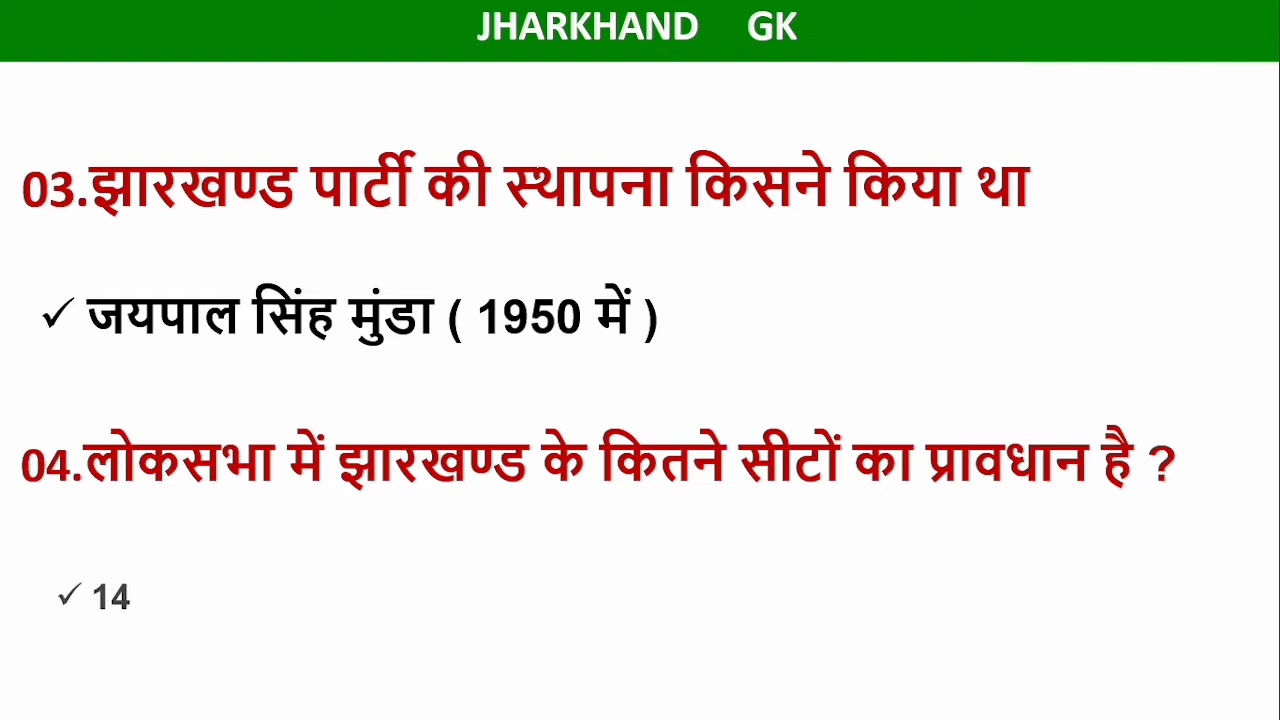 JHARKHAND GK
03.झारखण्ड पार्टी की स्थापना किसने किया था
✓ जयपाल सिंह मुंडा ( 1950 में )
04.लोकसभा में झारखण्ड के कितने सीटों का प्रावधान है ?
✓ 14